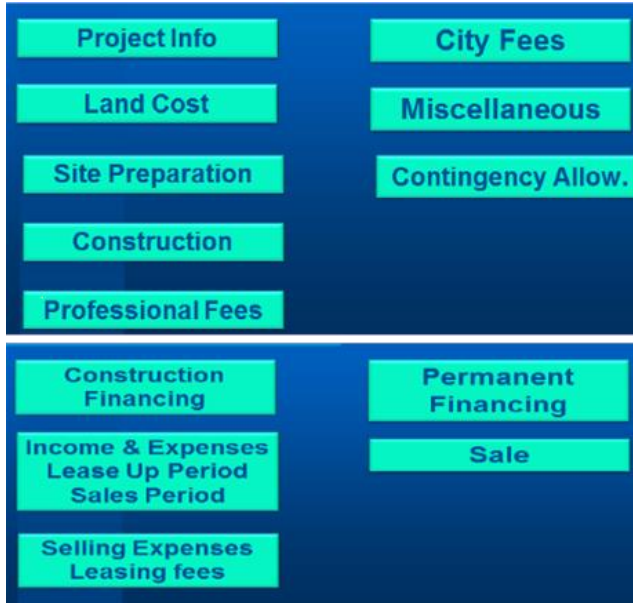 Project Info
Land Cost
Site Preparation
Construction
Professional Fees
City Fees
Miscellaneous
Contingency Allow.
Construction
Financing
Income & Expenses
Lease Up Period
Sales Period
Selling Expenses
Leasing fees
Permanent
Financing
Sale